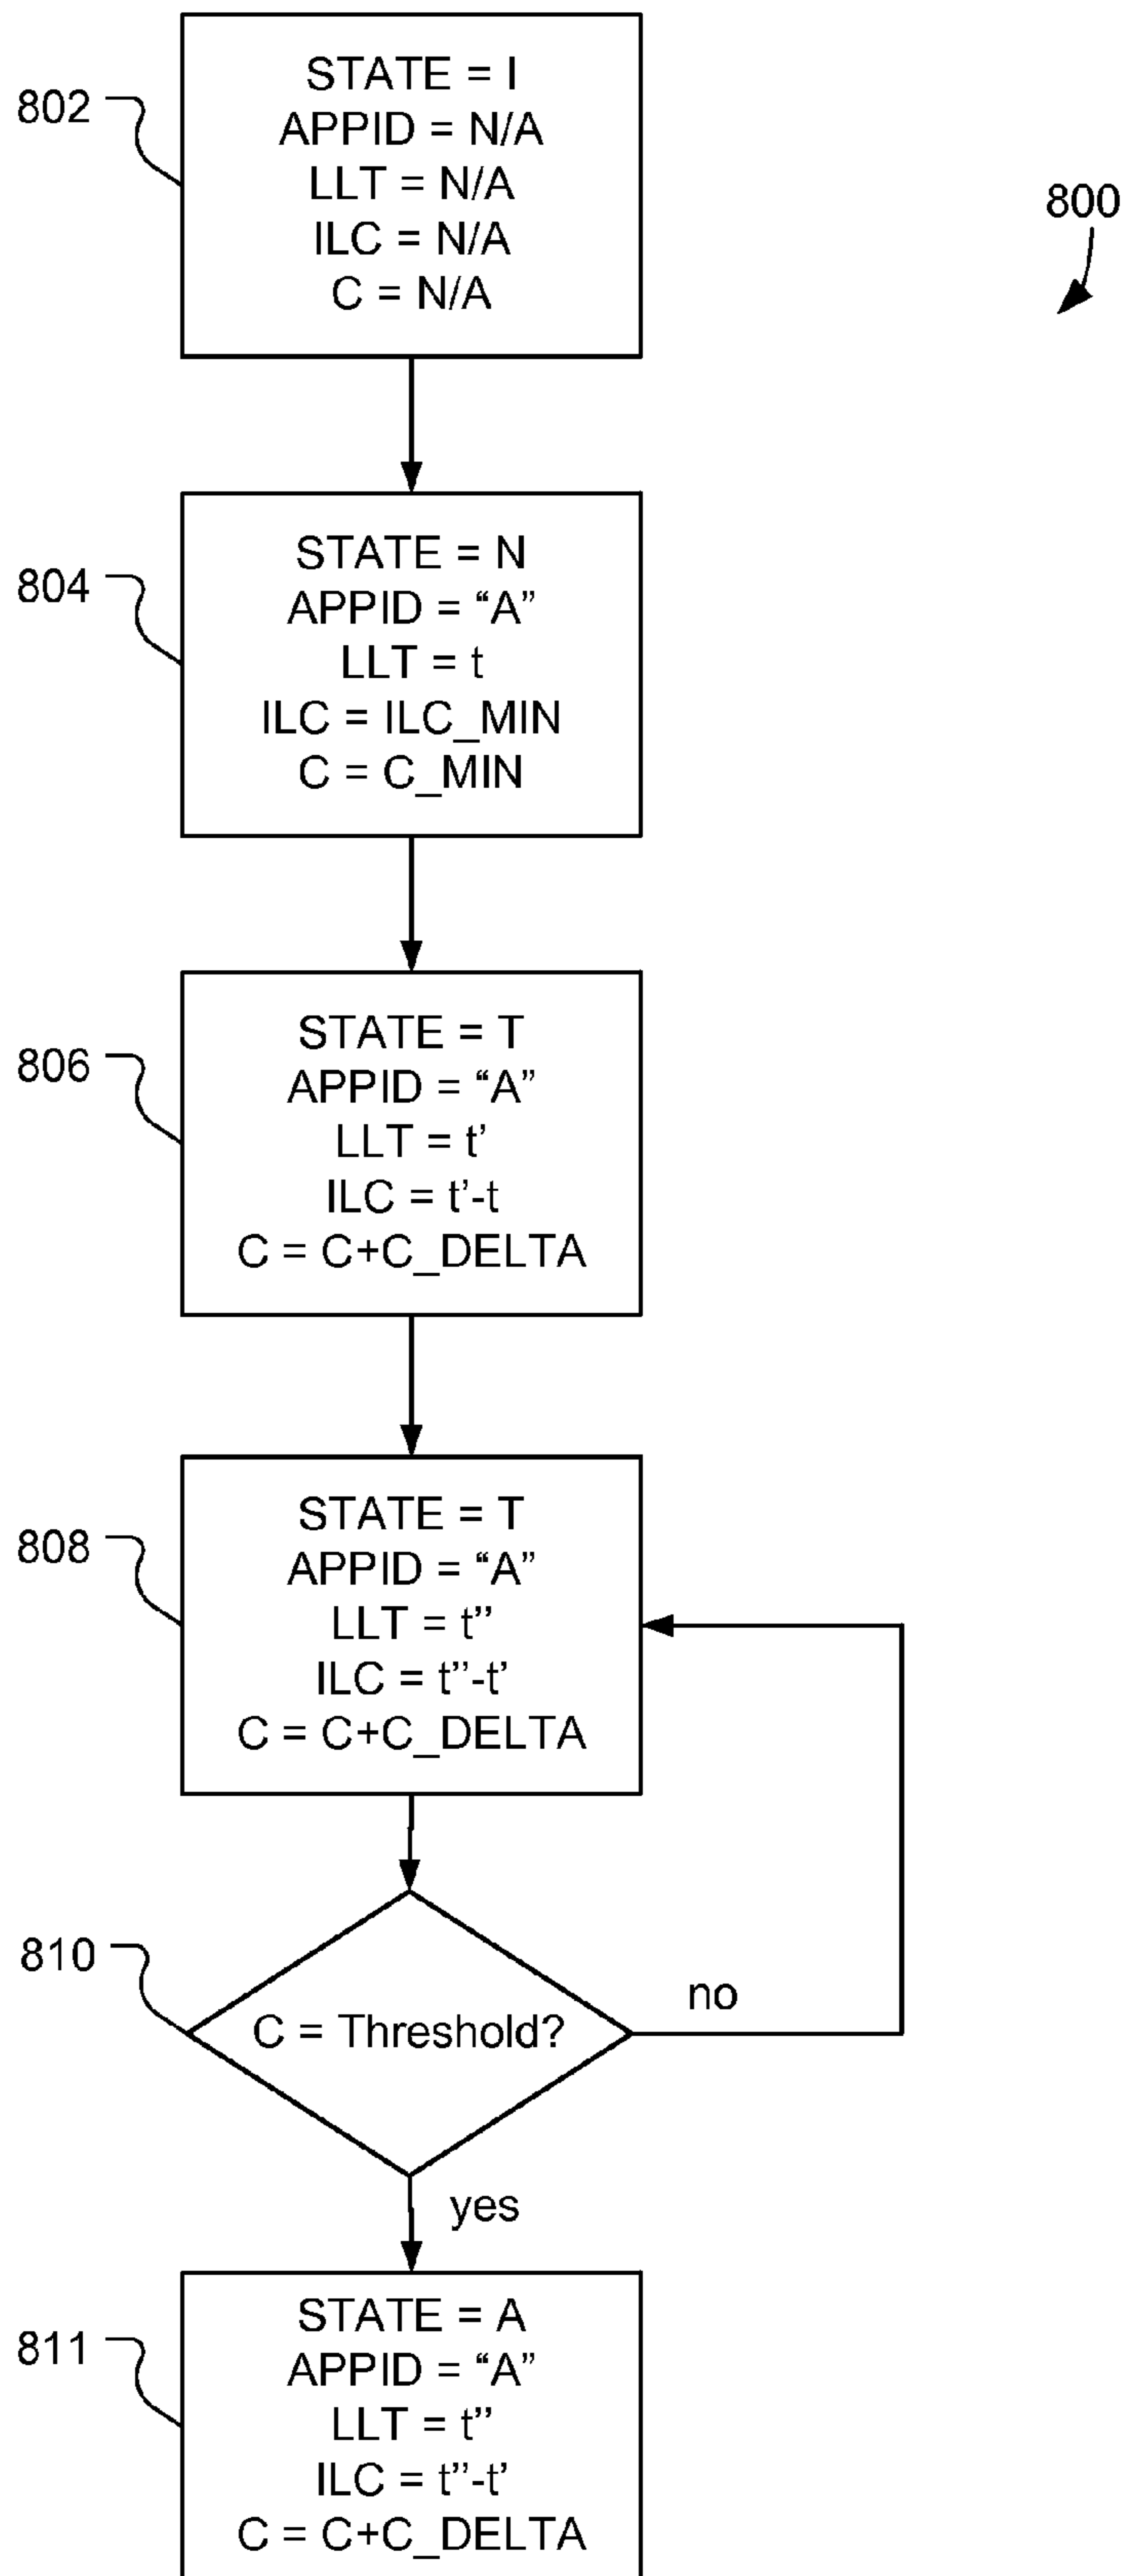 802
STATE = I
APPID = N/A
LLT = N/A
ILC = N/A
C = N/A
800
804
STATE = N
APPID = “A”
LLT = t
ILC = ILC_MIN
C = C_MIN
806
STATE = T
APPID = “A”
LLT = t’
ILC = t’-t
C = C+C_DELTA
808
STATE = T
APPID = “A”
LLT = t’’
ILC = t’’-t’
C = C+C_DELTA
810
C = Threshold?
no
yes
811
STATE = A
APPID = “A”
LLT = t’’
ILC = t’’-t’
C = C+C_DELTA